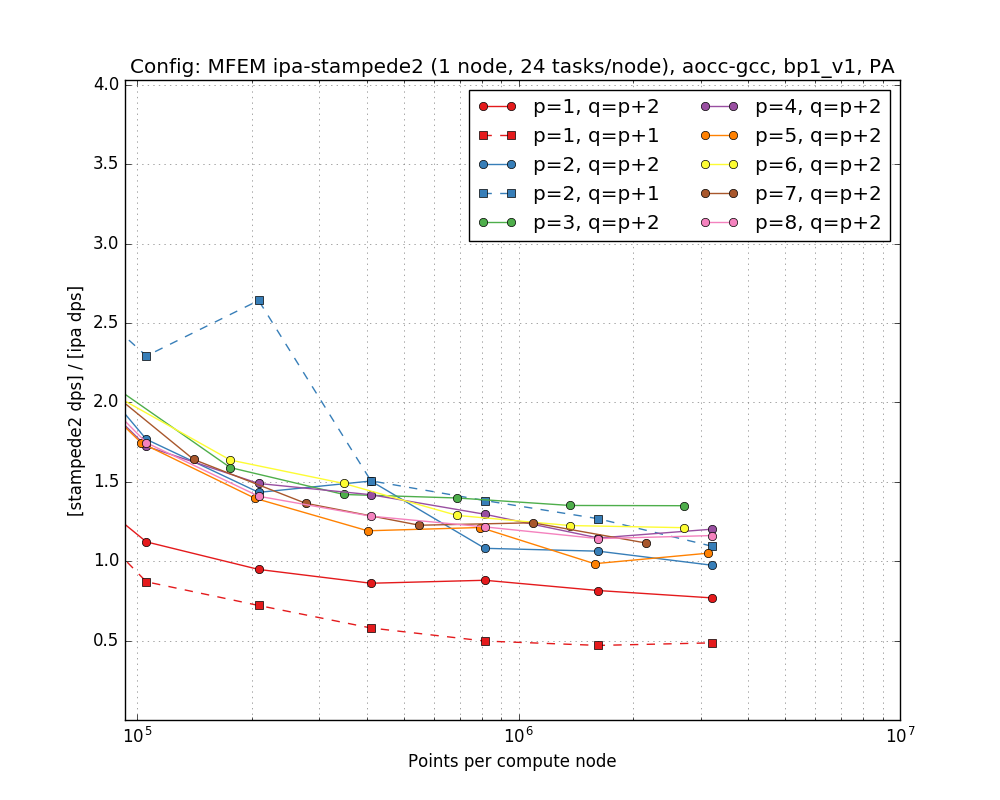 Config: MFEM ipa-stampede2 (1 node, 24 tasks/node), aocc-gcc, bp1_v1, PA
p=1, q=p+2
p=1, q=p+1
p=2, q=p+2
p=2, q=p+1
p=3, q=p+2
p=4, q=p+2
p=5, q=p+2
p=6, q=p+2
p=7, q=p+2
p=8, q=p+2
4.0
3.5
3.0
2.5
2.0
1.5
1.0
0.5
[stampede2 dps] / [ipa dps]
10^5
10^6
10^7
Points per compute node